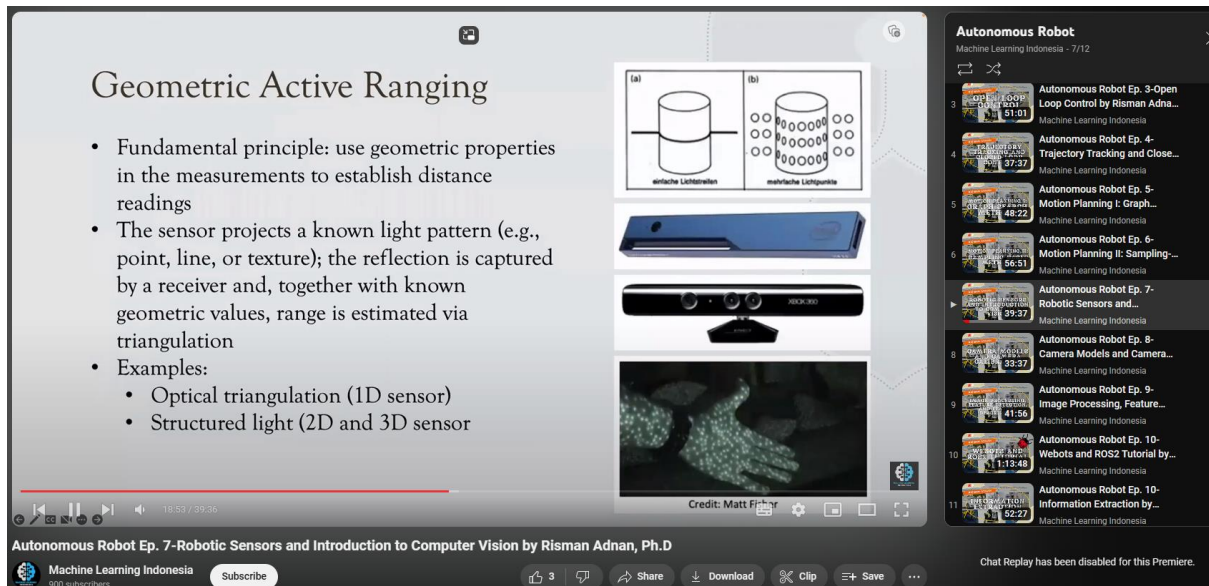 Geometric Active Ranging
• Fundamental principle: use geometric properties
in the measurements to establish distance
readings
• The sensor projects a known light pattern (e.g.,
point, line, or texture); the reflection is captured
by a receiver and, together with known
geometric values, range is estimated via
triangulation
• Examples:
• Optical triangulation (1D sensor)
• Structured light (2D and 3D sensor
(a)
(b)
einfache Lichtstreifen
mehrfache Lichtpunkte
XBOX 360
Credit: Matt Fisher
18:53 / 39:36
Autonomous Robot Ep. 7-Robotic Sensors and Introduction to Computer Vision by Risman Adnan, Ph.D
Machine Learning Indonesia
900 subscribers
Subscribe
3
Share
Download
Clip
Save
Autonomous Robot
Machine Learning Indonesia - 7/12
3
51:01
Autonomous Robot Ep. 3-Open
Loop Control by Risman Adna...
Machine Learning Indonesia
4
37:37
Autonomous Robot Ep. 4-
Trajectory Tracking and Close...
Machine Learning Indonesia
5
48:22
Autonomous Robot Ep. 5-
Motion Planning I: Graph...
Machine Learning Indonesia
6
56:51
Autonomous Robot Ep. 6-
Motion Planning II: Sampling-...
Machine Learning Indonesia
39:37
Autonomous Robot Ep. 7-
Robotic Sensors and...
Machine Learning Indonesia
8
33:37
Autonomous Robot Ep. 8-
Camera Models and Camera...
Machine Learning Indonesia
9
41:56
Autonomous Robot Ep. 9-
Image Processing, Feature...
Machine Learning Indonesia
10
1:13:48
Autonomous Robot Ep. 10-
Webots and ROS2 Tutorial by...
Machine Learning Indonesia
11
52:27
Autonomous Robot Ep. 10-
Information Extraction by...
Machine Learning Indonesia
Chat Replay has been disabled for this Premiere.